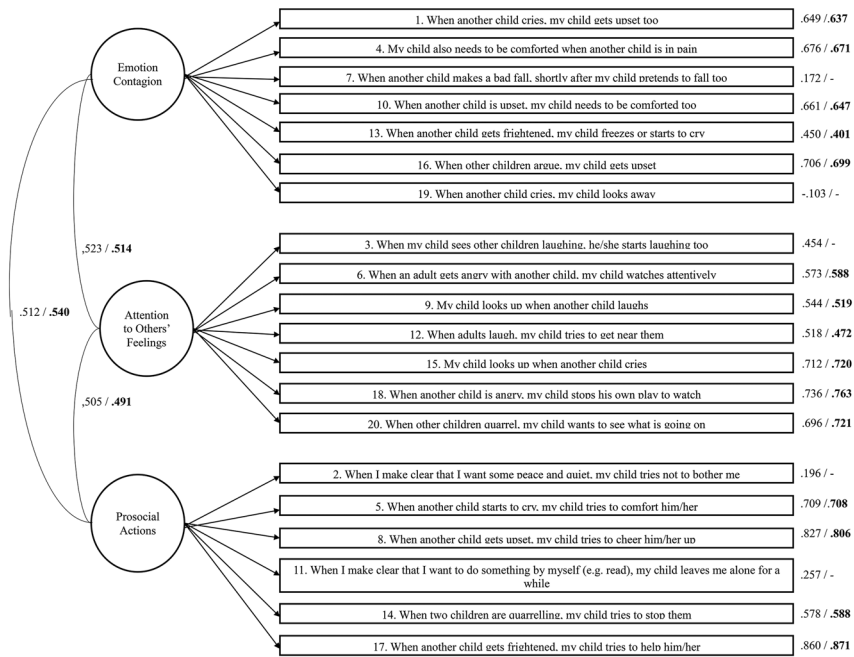 1. When another child cries, my child gets upset too
.649 /.637
4. My child also needs to be comforted when another child is in pain
.676 /.671
7. When another child makes a bad fall, shortly after my child pretends to fall too
.172 / -
10. When another child is upset, my child needs to be comforted too
.661 /.647
13. When another child gets frightened, my child freezes or starts to cry
.450 /.401
16. When other children argue, my child gets upset
.706 /.699
19. When another child cries, my child looks away
-.103 / -
Emotion
Contagion
3. When my child sees other children laughing, he/she starts laughing too
.454 / -
6. When an adult gets angry with another child, my child watches attentively
.573 /.588
9. My child looks up when another child laughs
.544 /.519
12. When adults laugh, my child tries to get near them
.518 /.472
15. My child looks up when another child cries
.712 /.720
18. When another child is angry, my child stops his own play to watch
.736 /.763
20. When other children quarrel, my child wants to see what is going on
.696 /.721
Attention
to Others'
Feelings
,523 / .514
.512 / .540
,505 / .491
2. When I make clear that I want some peace and quiet, my child tries not to bother me
.196 / -
5. When another child starts to cry, my child tries to comfort him/her
.709 /.708
8. When another child gets upset, my child tries to cheer him/her up
.827 /.806
11. When I make clear that I want to do something by myself (e.g. read), my child leaves me alone for a
while
.257 / -
14. When two children are quarrelling, my child tries to stop them
.578 /.588
17. When another child gets frightened, my child tries to help him/her
.860 /.871
Prosocial
Actions